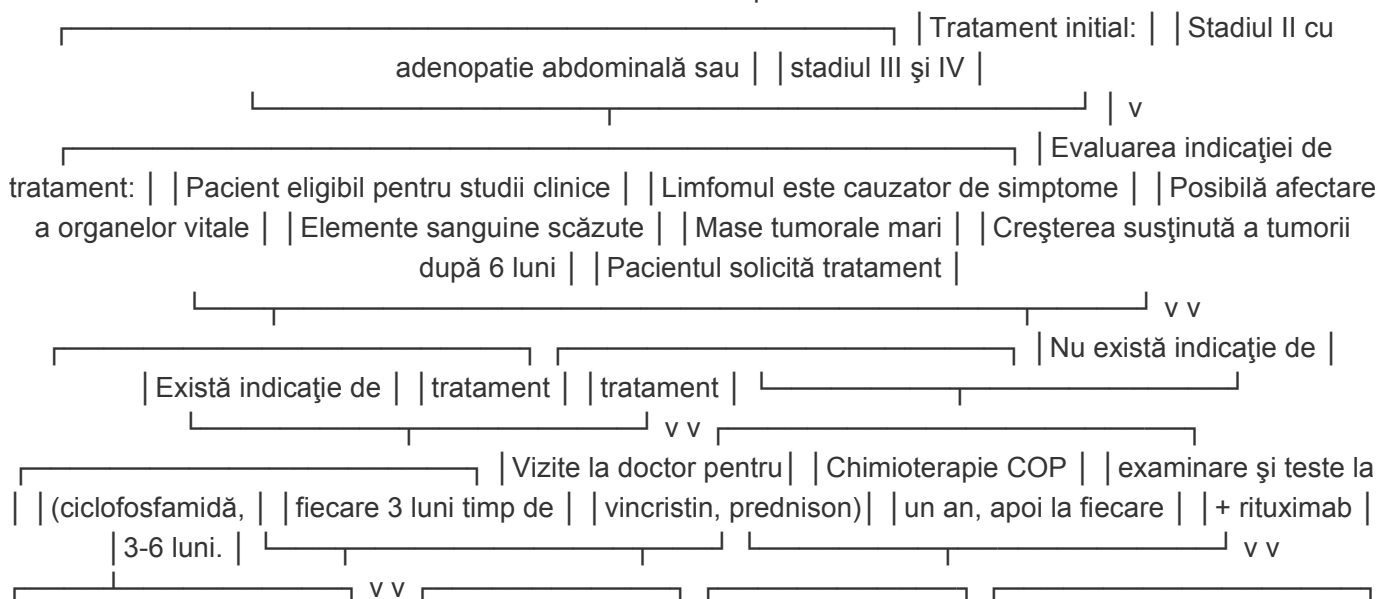 ┌─────────────────────────────────────┐ │Tratament initial: │ │Stadiul II cu
adenopatie abdominală sau │ │stadiul III şi IV │
└────────────────┬─────────────────────┘ │ v
┌──────────────────────────────────────────┐ │Evaluarea indicaţiei de
tratament: │ │Pacient eligibil pentru studii clinice │ │Limfomul este cauzator de simptome │ │Posibilă afectare
a organelor vitale │ │Elemente sanguine scăzute │ │Mase tumorale mari │ │Creşterea susţinută a tumorii
după 6 luni │ │Pacientul solicită tratament │
└───┬─────────────────────────────────┬─────┘ v v
┌─────────────────────┐ ┌────────────────────┐ │Nu există indicaţie de │
│Există indicaţie de │ │tratament │ │tratament │ └─────────┬────────────┘
└─────────┬──────────┘ v v ┌─────────────────────┐
┌────────────────────┐ │Vizite la doctor pentru│ │Chimioterapie COP │ │examinare şi teste la
│ │(ciclofosfamidă, │ │fiecare 3 luni timp de │ │vincristin, prednison)│ │un an, apoi la fiecare │ │+ rituximab │
│3-6 luni. │ └───┬─────────────┬───┘ └─────────┬────────────┘ v v
┌────┴──────────┐ v v ┌───────────┐ ┌───────────┐ ┌────────────────┐